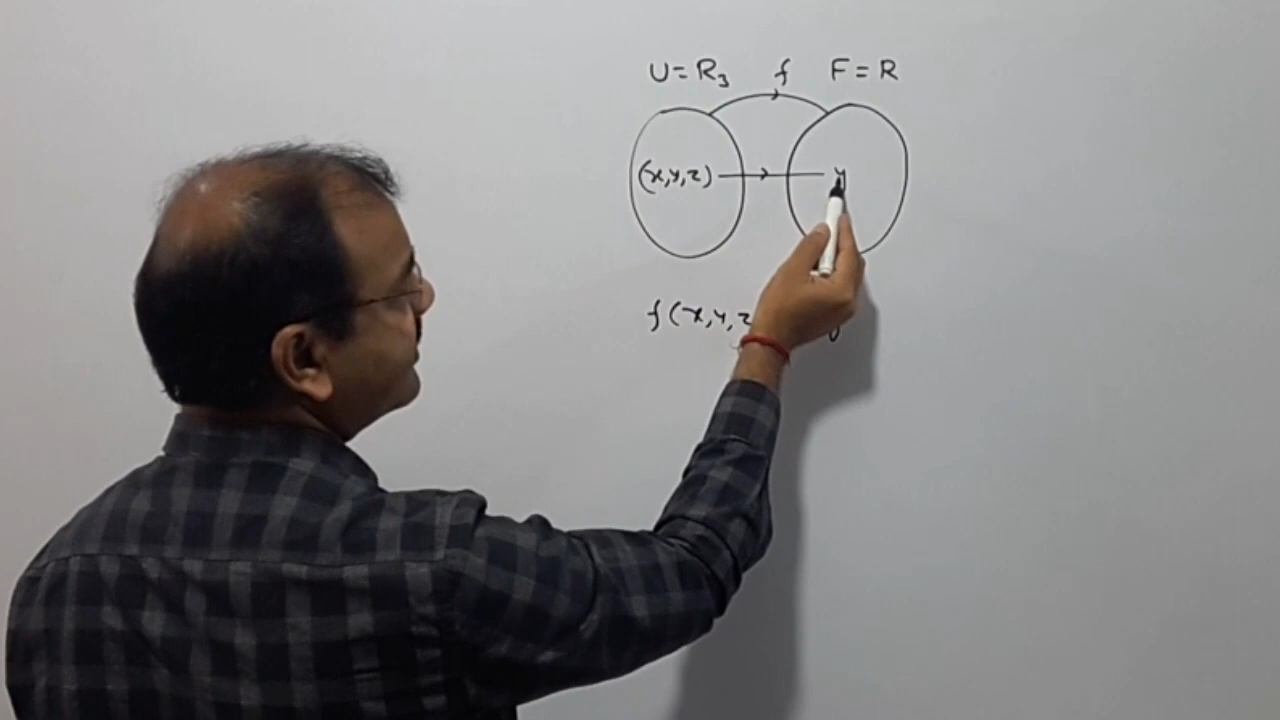 U=R₃ f F=R
(x,y,z) y
f(x,y,z